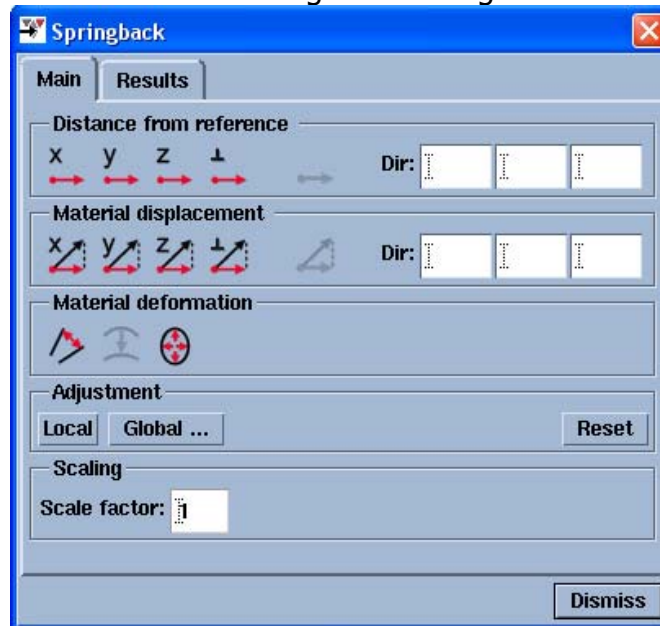 Springback
Main Results
Distance from reference
x y z ⊥ Dir:
Material displacement
x y z ⊥ Dir:
Material deformation
Adjustment
Local Global ... Reset
Scaling
Scale factor: 1
Dismiss